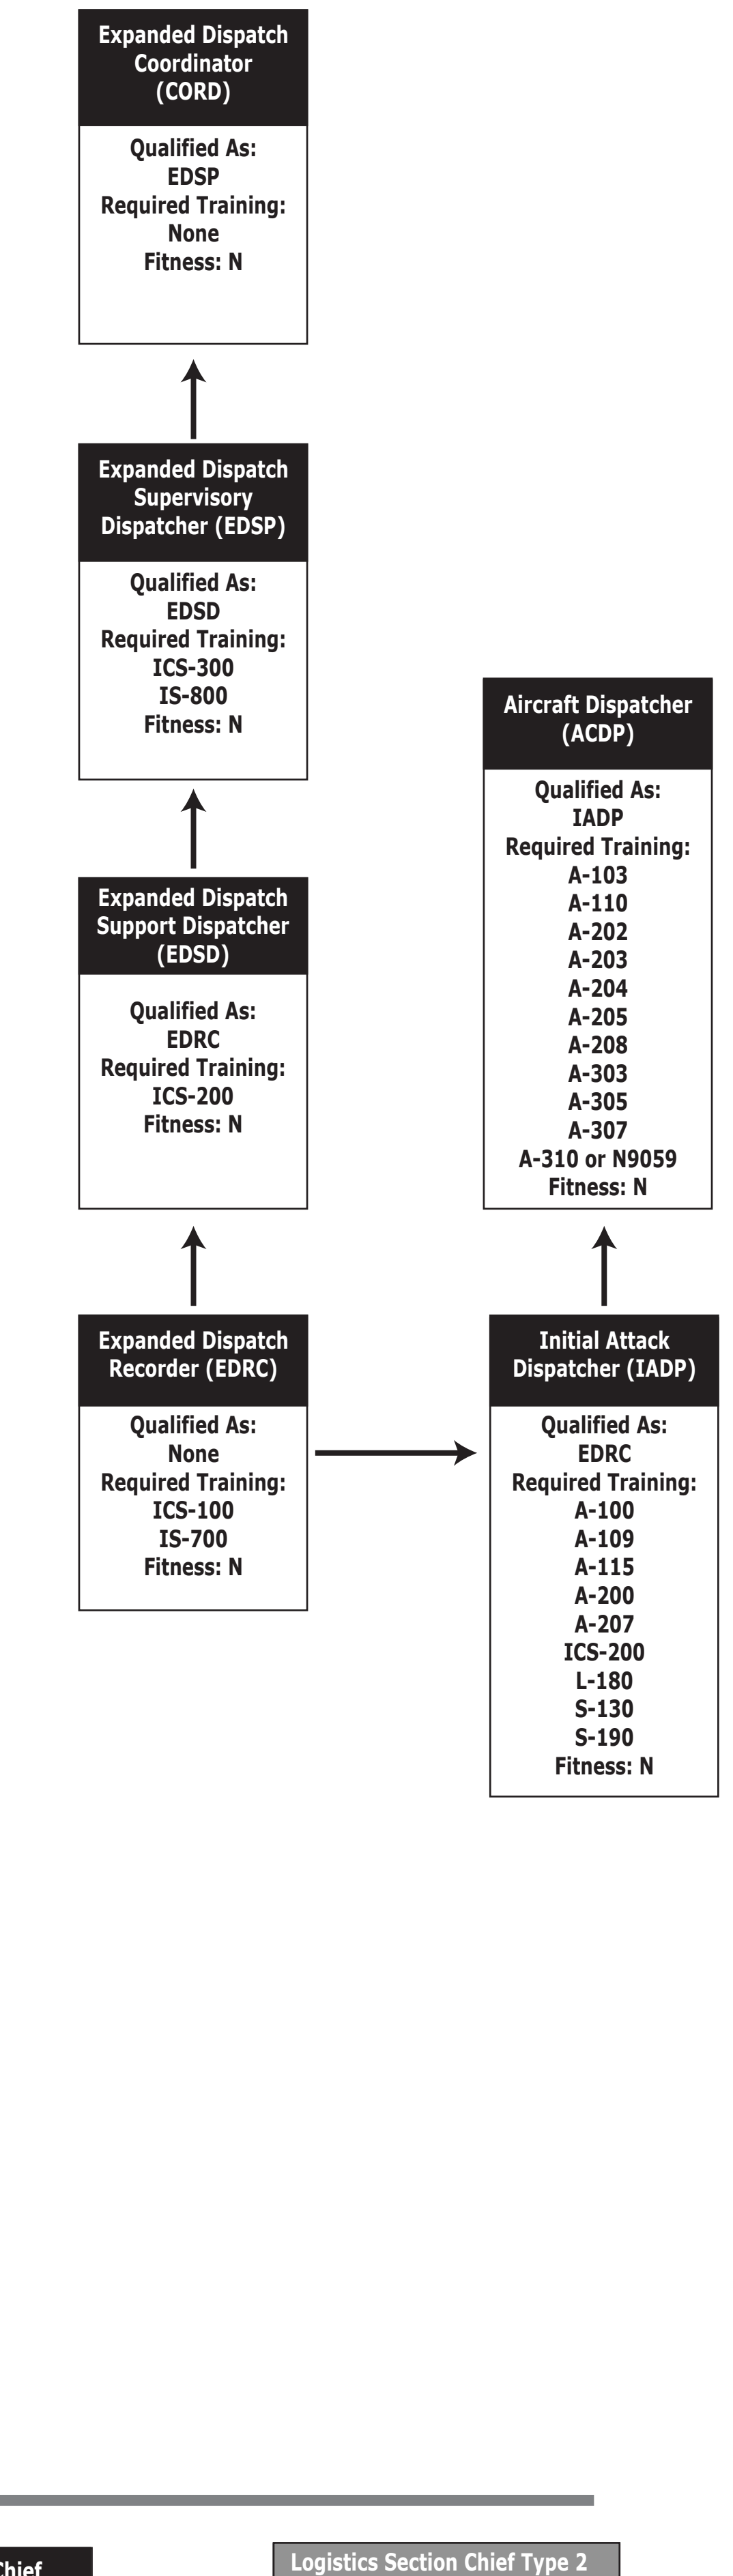 Expanded Dispatch
Coordinator
(CORD)
Qualified As:
EDSP
Required Training:
None
Fitness: N
Expanded Dispatch
Supervisory
Dispatcher (EDSP)
Qualified As:
EDSD
Required Training:
ICS-300
IS-800
Fitness: N
Expanded Dispatch
Support Dispatcher
(EDSD)
Qualified As:
EDRC
Required Training:
ICS-200
Fitness: N
Aircraft Dispatcher
(ACDP)
Qualified As:
IADP
Required Training:
A-103
A-110
A-202
A-203
A-204
A-205
A-208
A-303
A-305
A-307
A-310 or N9059
Fitness: N
Expanded Dispatch
Recorder (EDRC)
Qualified As:
None
Required Training:
ICS-100
IS-700
Fitness: N
Initial Attack
Dispatcher (IADP)
Qualified As:
EDRC
Required Training:
A-100
A-109
A-115
A-200
A-207
ICS-200
L-180
S-130
S-190
Fitness: N
Chief
Logistics Section Chief Type 2